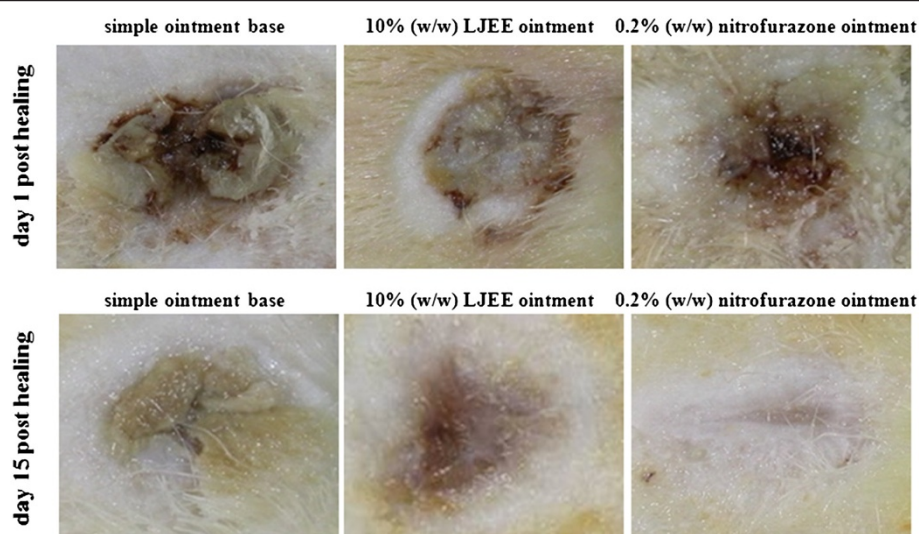 simple ointment base
10% (w/w) LJEE ointment
0.2% (w/w) nitrofurazone ointment
day 1 post healing
simple ointment base
10% (w/w) LJEE ointment
0.2% (w/w) nitrofurazone ointment
day 15 post healing